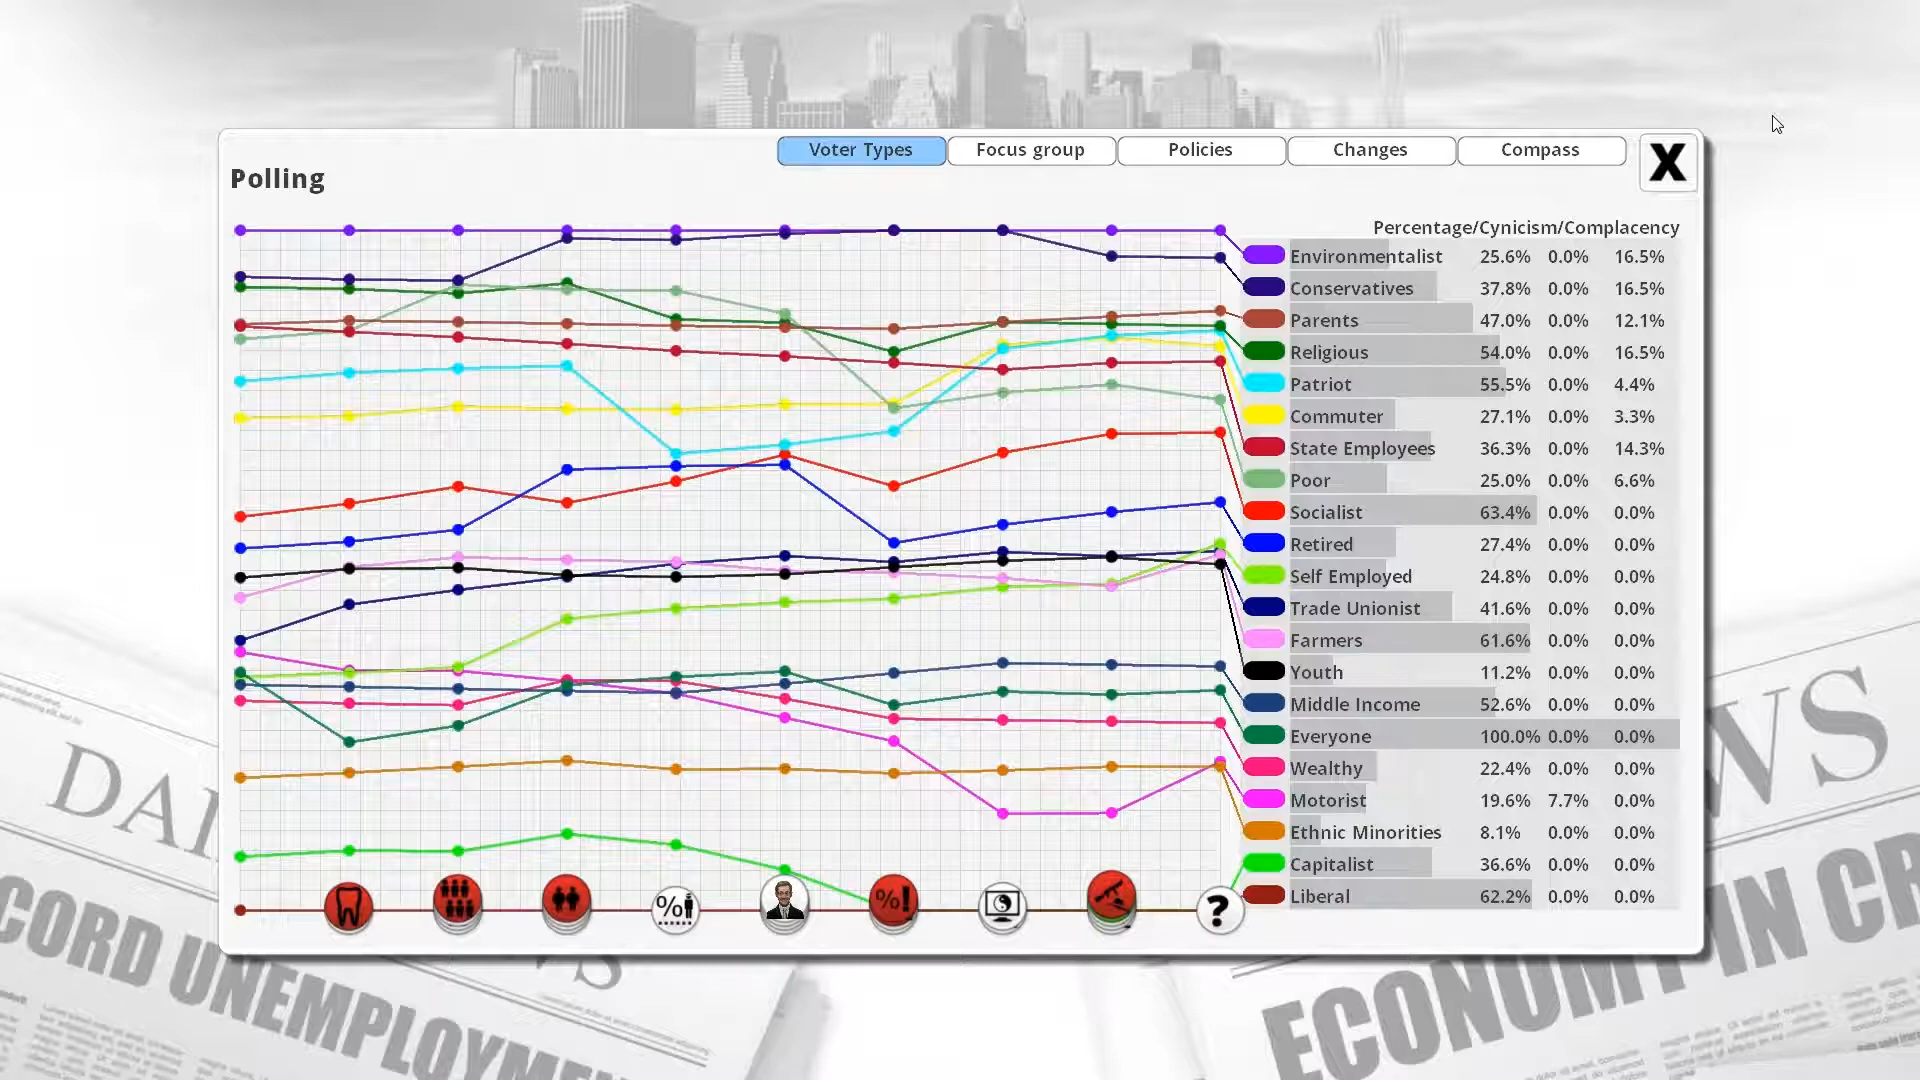 Voter Types Focus group Policies Changes Compass X
Polling
Percentage/Cynicism/Complacency
Environmentalist 25.6% 0.0% 16.5%
Conservatives 37.8% 0.0% 16.5%
Parents 47.0% 0.0% 12.1%
Religious 54.0% 0.0% 16.5%
Patriot 55.5% 0.0% 4.4%
Commuter 27.1% 0.0% 3.3%
State Employees 36.3% 0.0% 14.3%
Poor 25.0% 0.0% 6.6%
Socialist 63.4% 0.0% 0.0%
Retired 27.4% 0.0% 0.0%
Self Employed 24.8% 0.0% 0.0%
Trade Unionist 41.6% 0.0% 0.0%
Farmers 61.6% 0.0% 0.0%
Youth 11.2% 0.0% 0.0%
Middle Income 52.6% 0.0% 0.0%
Everyone 100.0% 0.0% 0.0%
Wealthy 22.4% 0.0% 0.0%
Motorist 19.6% 7.7% 0.0%
Ethnic Minorities 8.1% 0.0% 0.0%
Capitalist 36.6% 0.0% 0.0%
Liberal 62.2% 0.0% 0.0%
% %! ?
DAI
WS
CORD UNEMPLOYME
ECONOMY IN CR